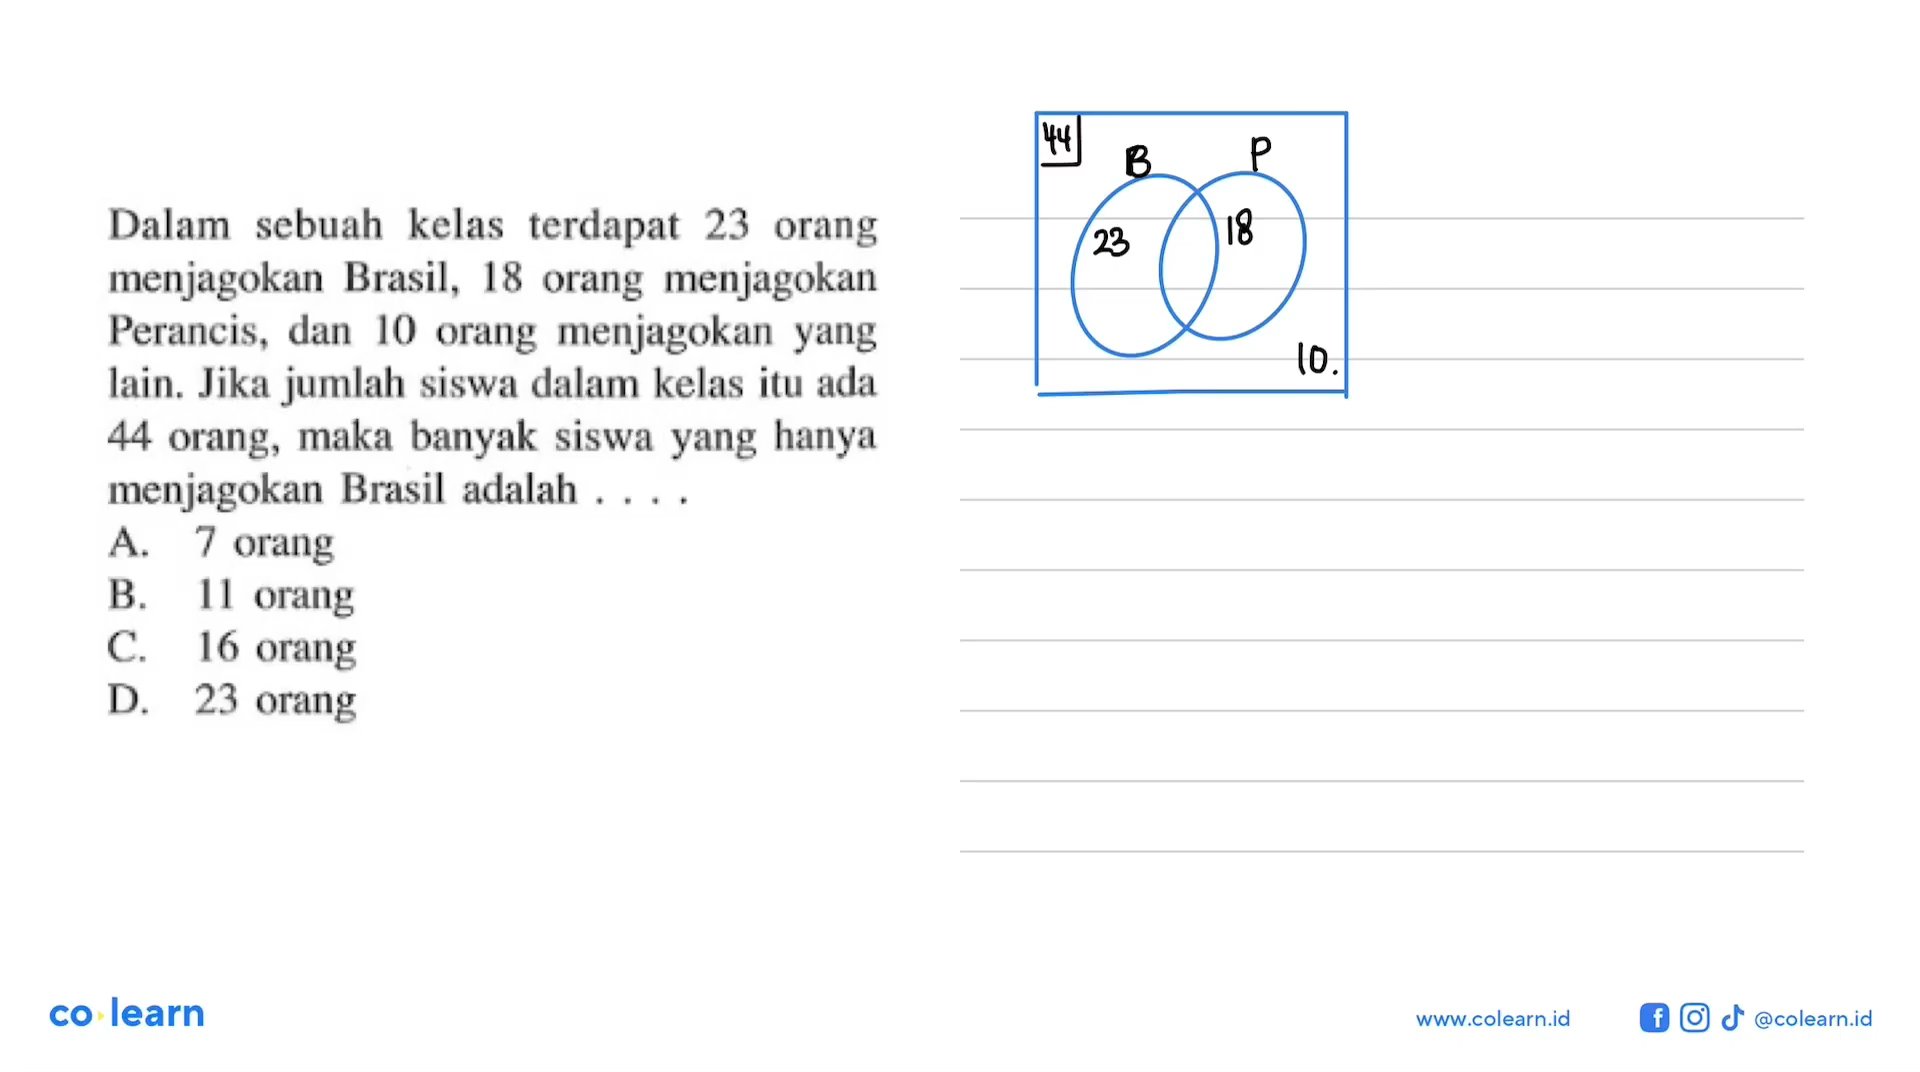 Dalam sebuah kelas terdapat 23 orang
menjagokan Brasil, 18 orang menjagokan
Perancis, dan 10 orang menjagokan yang
lain. Jika jumlah siswa dalam kelas itu ada
44 orang, maka banyak siswa yang hanya
menjagokan Brasil adalah . . . .
A. 7 orang
B. 11 orang
C. 16 orang
D. 23 orang
44
B P
23 18
10.
co learn
www.colearn.id
@colearn.id